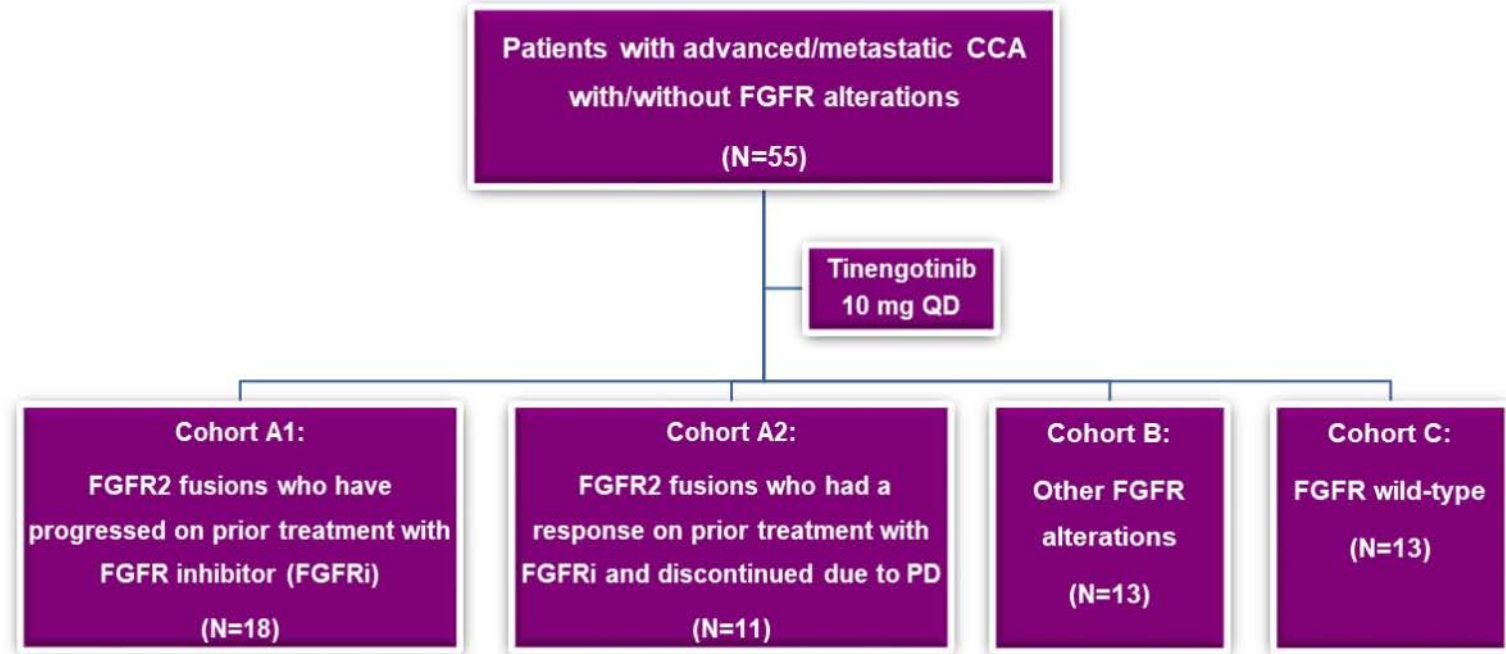 Patients with advanced/metastatic CCA
with/without FGFR alterations
(N=55)
Tinengotinib
10 mg QD
Cohort A1:
FGFR2 fusions who have
progressed on prior treatment with
FGFR inhibitor (FGFRi)
(N=18)
Cohort A2:
FGFR2 fusions who had a
response on prior treatment with
FGFRi and discontinued due to PD
(N=11)
Cohort B:
Other FGFR
alterations
(N=13)
Cohort C:
FGFR wild-type
(N=13)